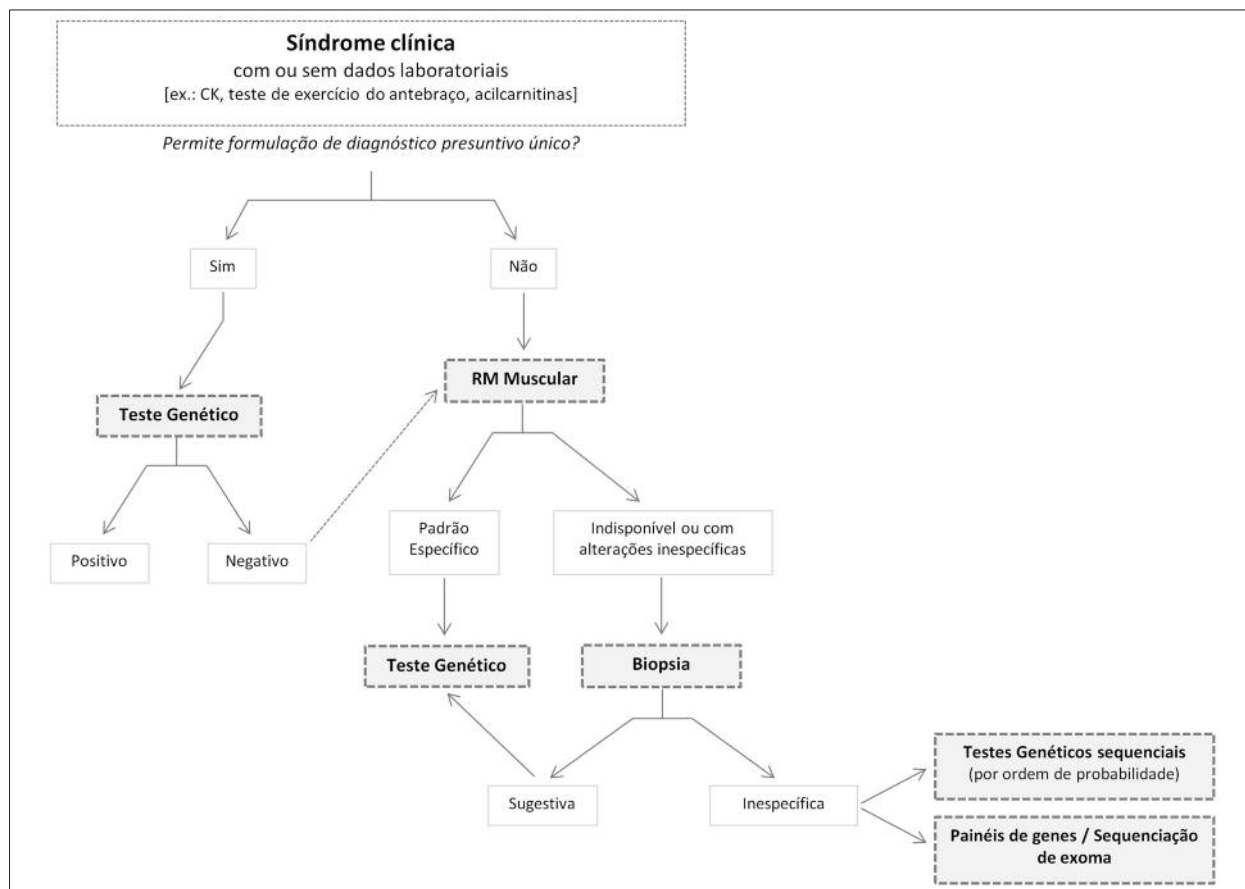 Síndrome clínica
com ou sem dados laboratoriais
[ex.: CK, teste de exercício do antebraço, acilcarnitinas]
Permite formulação de diagnóstico presuntivo único?
Sim
Não
RM Muscular
Teste Genético
Padrão
Específico
Indisponível ou com
alterações inespecíficas
Positivo
Negativo
Teste Genético
Biopsia
Sugestiva
Inespecífica
Testes Genéticos sequenciais
(por ordem de probabilidade)
Painéis de genes / Sequenciação
de exoma